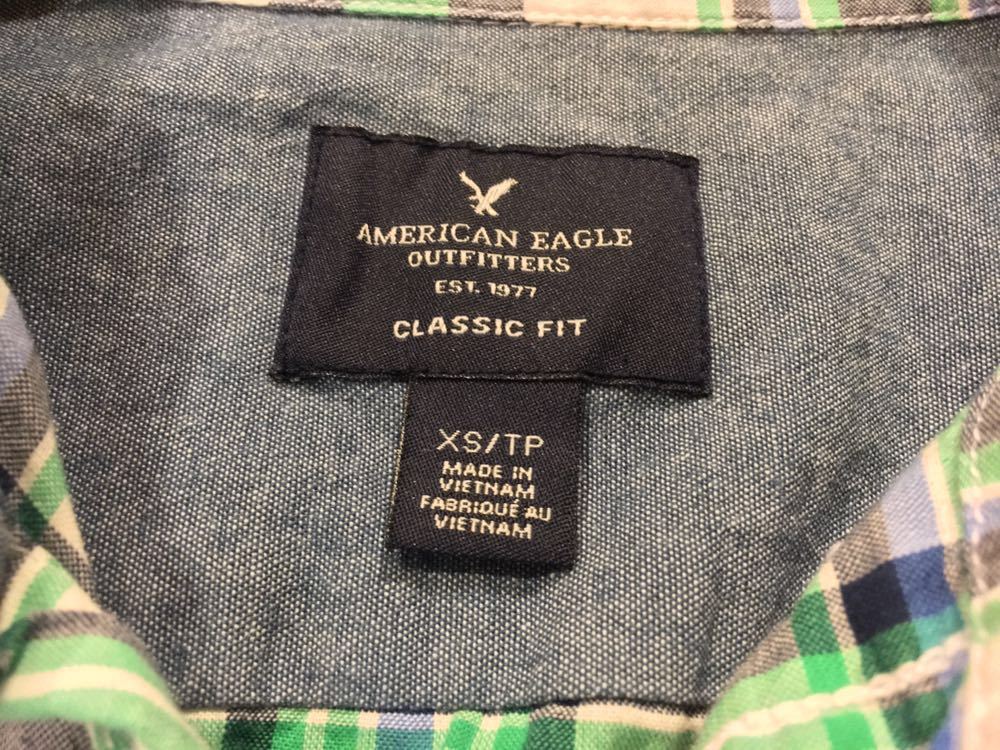 AMERICAN EAGLE
OUTFITTERS
EST. 1977
CLASSIC FIT
XS/TP
MADE IN
VIETNAM
FABRIQUÉ AU
VIETNAM